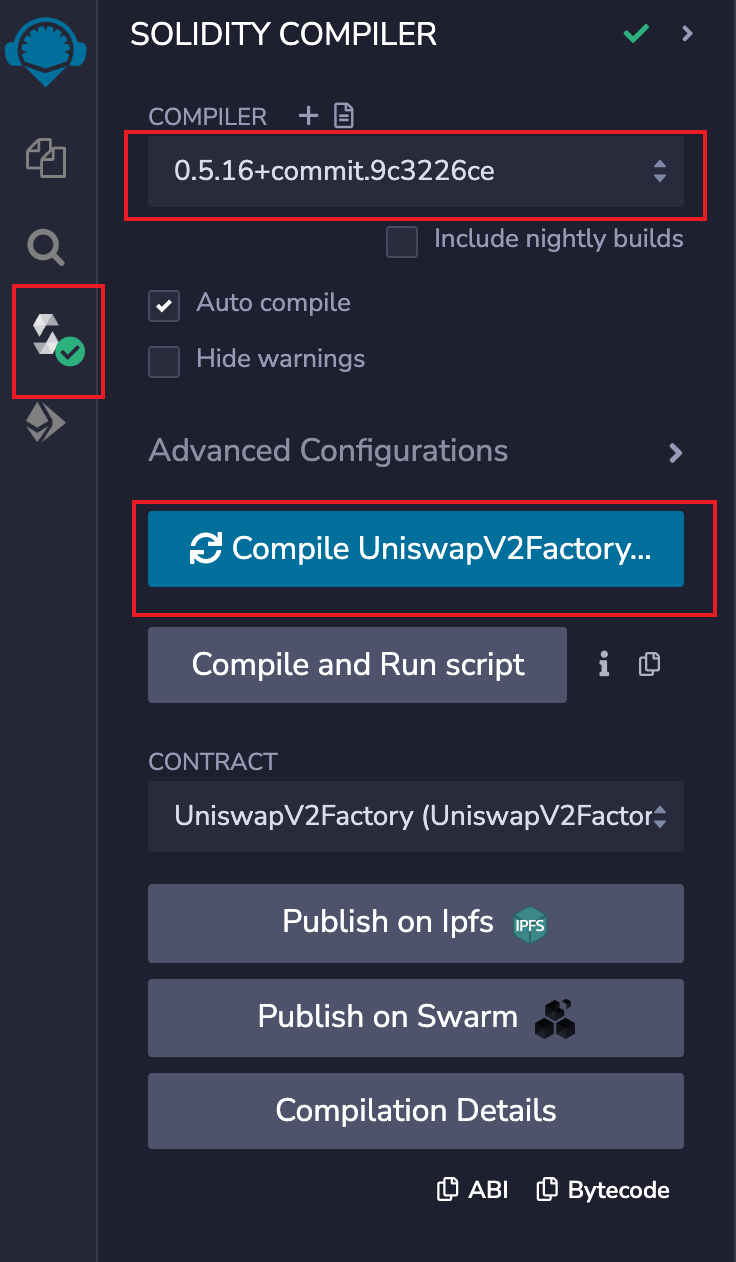 SOLIDITY COMPILER
COMPILER
0.5.16+commit.9c3226ce
Include nightly builds
Auto compile
Hide warnings
Advanced Configurations
Compile UniswapV2Factory...
Compile and Run script
CONTRACT
UniswapV2Factory (UniswapV2Factor
Publish on Ipfs IPFS
Publish on Swarm
Compilation Details
ABI Bytecode